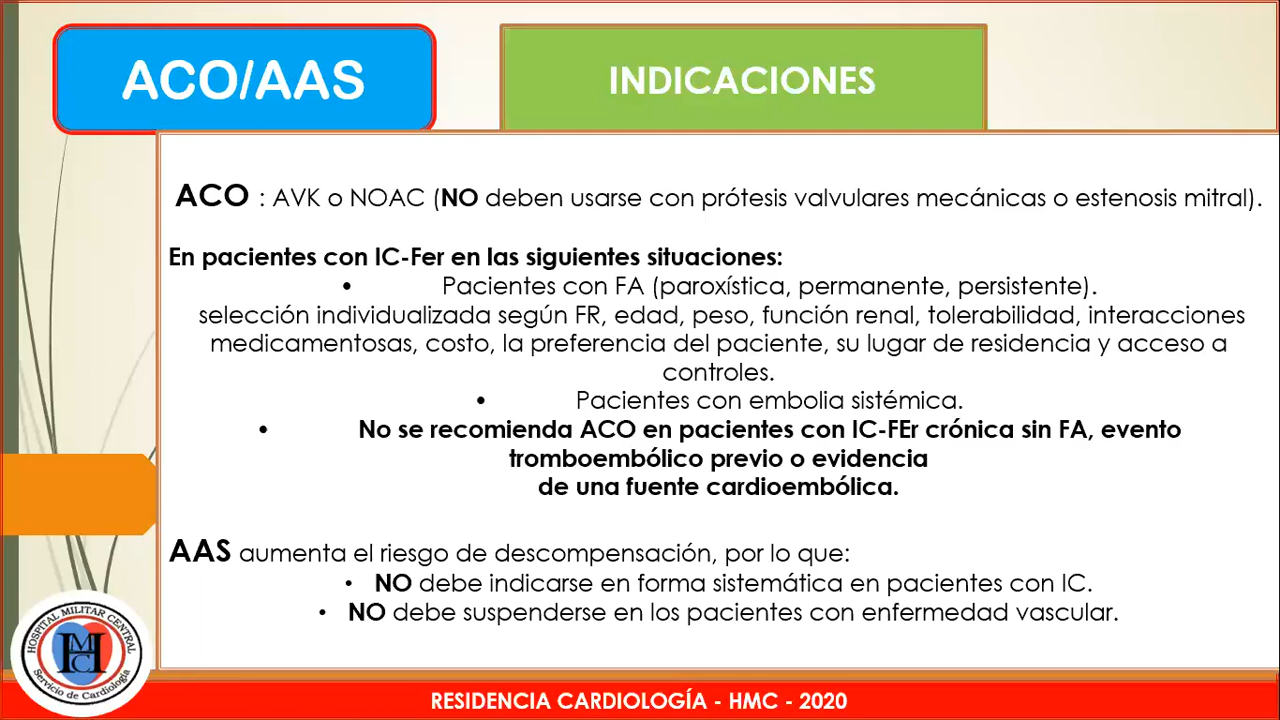 ACO/AAS
INDICACIONES
ACO : AVK o NOAC (NO deben usarse con prótesis valvulares mecánicas o estenosis mitral).
En pacientes con IC-Fer en las siguientes situaciones:
• Pacientes con FA (paroxística, permanente, persistente).
selección individualizada según FR, edad, peso, función renal, tolerabilidad, interacciones
medicamentosas, costo, la preferencia del paciente, su lugar de residencia y acceso a
controles.
• Pacientes con embolia sistémica.
• No se recomienda ACO en pacientes con IC-FEr crónica sin FA, evento
tromboembólico previo o evidencia
de una fuente cardioembólica.
AAS aumenta el riesgo de descompensación, por lo que:
• NO debe indicarse en forma sistemática en pacientes con IC.
• NO debe suspenderse en los pacientes con enfermedad vascular.
HOSPITAL MILITAR CENTRAL
HMC
Servicio de Cardiología
RESIDENCIA CARDIOLOGÍA - HMC - 2020